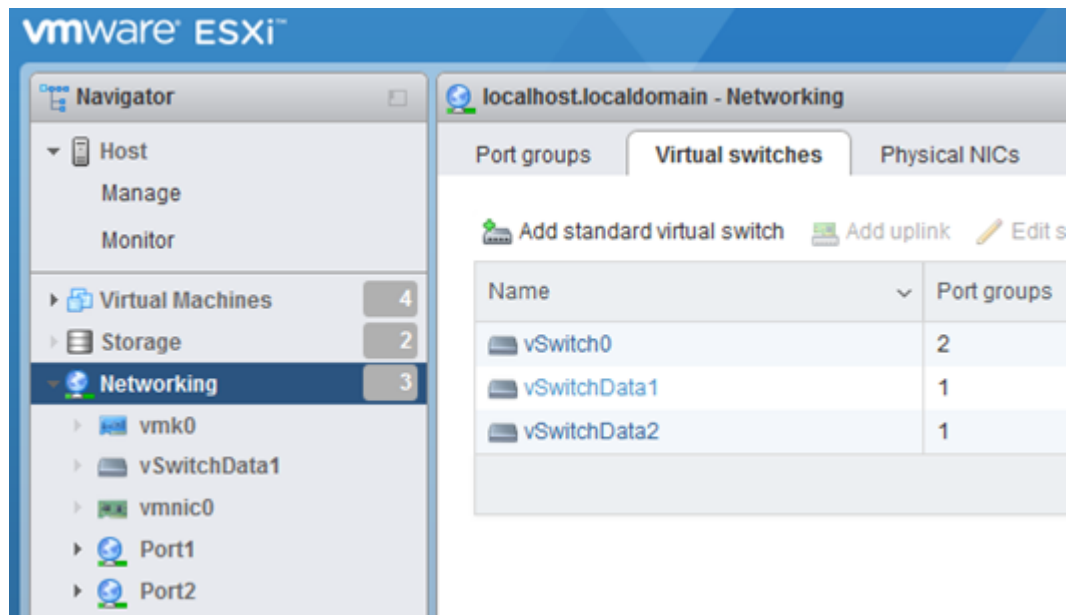 vmware ESXi™
Navigator
Host
Manage
Monitor
Virtual Machines 4
Storage 2
Networking 3
vmk0
vSwitchData1
vmnic0
Port1
Port2
localhost.localdomain - Networking
Port groups Virtual switches Physical NICs
Add standard virtual switch Add uplink Edit s
Name Port groups
vSwitch0 2
vSwitchData1 1
vSwitchData2 1